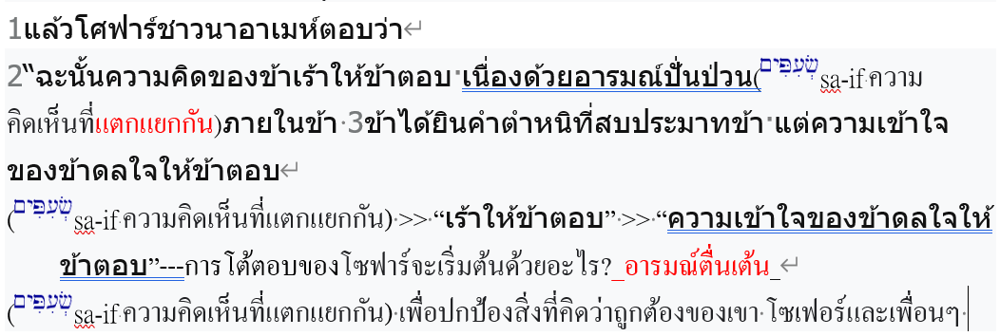 1แล้วโศฟาร์ชาวนาอาเมห์ตอบว่า↵
2“ฉะนั้นความคิดของข้าเร้าให้ข้าตอบ เนื่องด้วยอารมณ์ปั่นป่วน(שְׂ֭עִפִּים sa-if ความ
คิดเห็นที่แตกแยกกัน)ภายในข้า 3ข้าได้ยินคำตำหนิที่สบประมาทข้า แต่ความเข้าใจ
ของข้าดลใจให้ข้าตอบ↵
(שְׂ֭עִפִּים sa-if ความคิดเห็นที่แตกแยกกัน) >> “เร้าให้ข้าตอบ” >> “ความเข้าใจของข้าดลใจให้
ข้าตอบ”---การโต้ตอบของโซฟาร์จะเริ่มต้นด้วยอะไร?_อารมณ์ตื่นเต้น_↵
(שְׂ֭עִפִּים sa-if ความคิดเห็นที่แตกแยกกัน) เพื่อปกป้องสิ่งที่คิดว่าถูกต้องของเขา โซเฟอร์และเพื่อนๆ